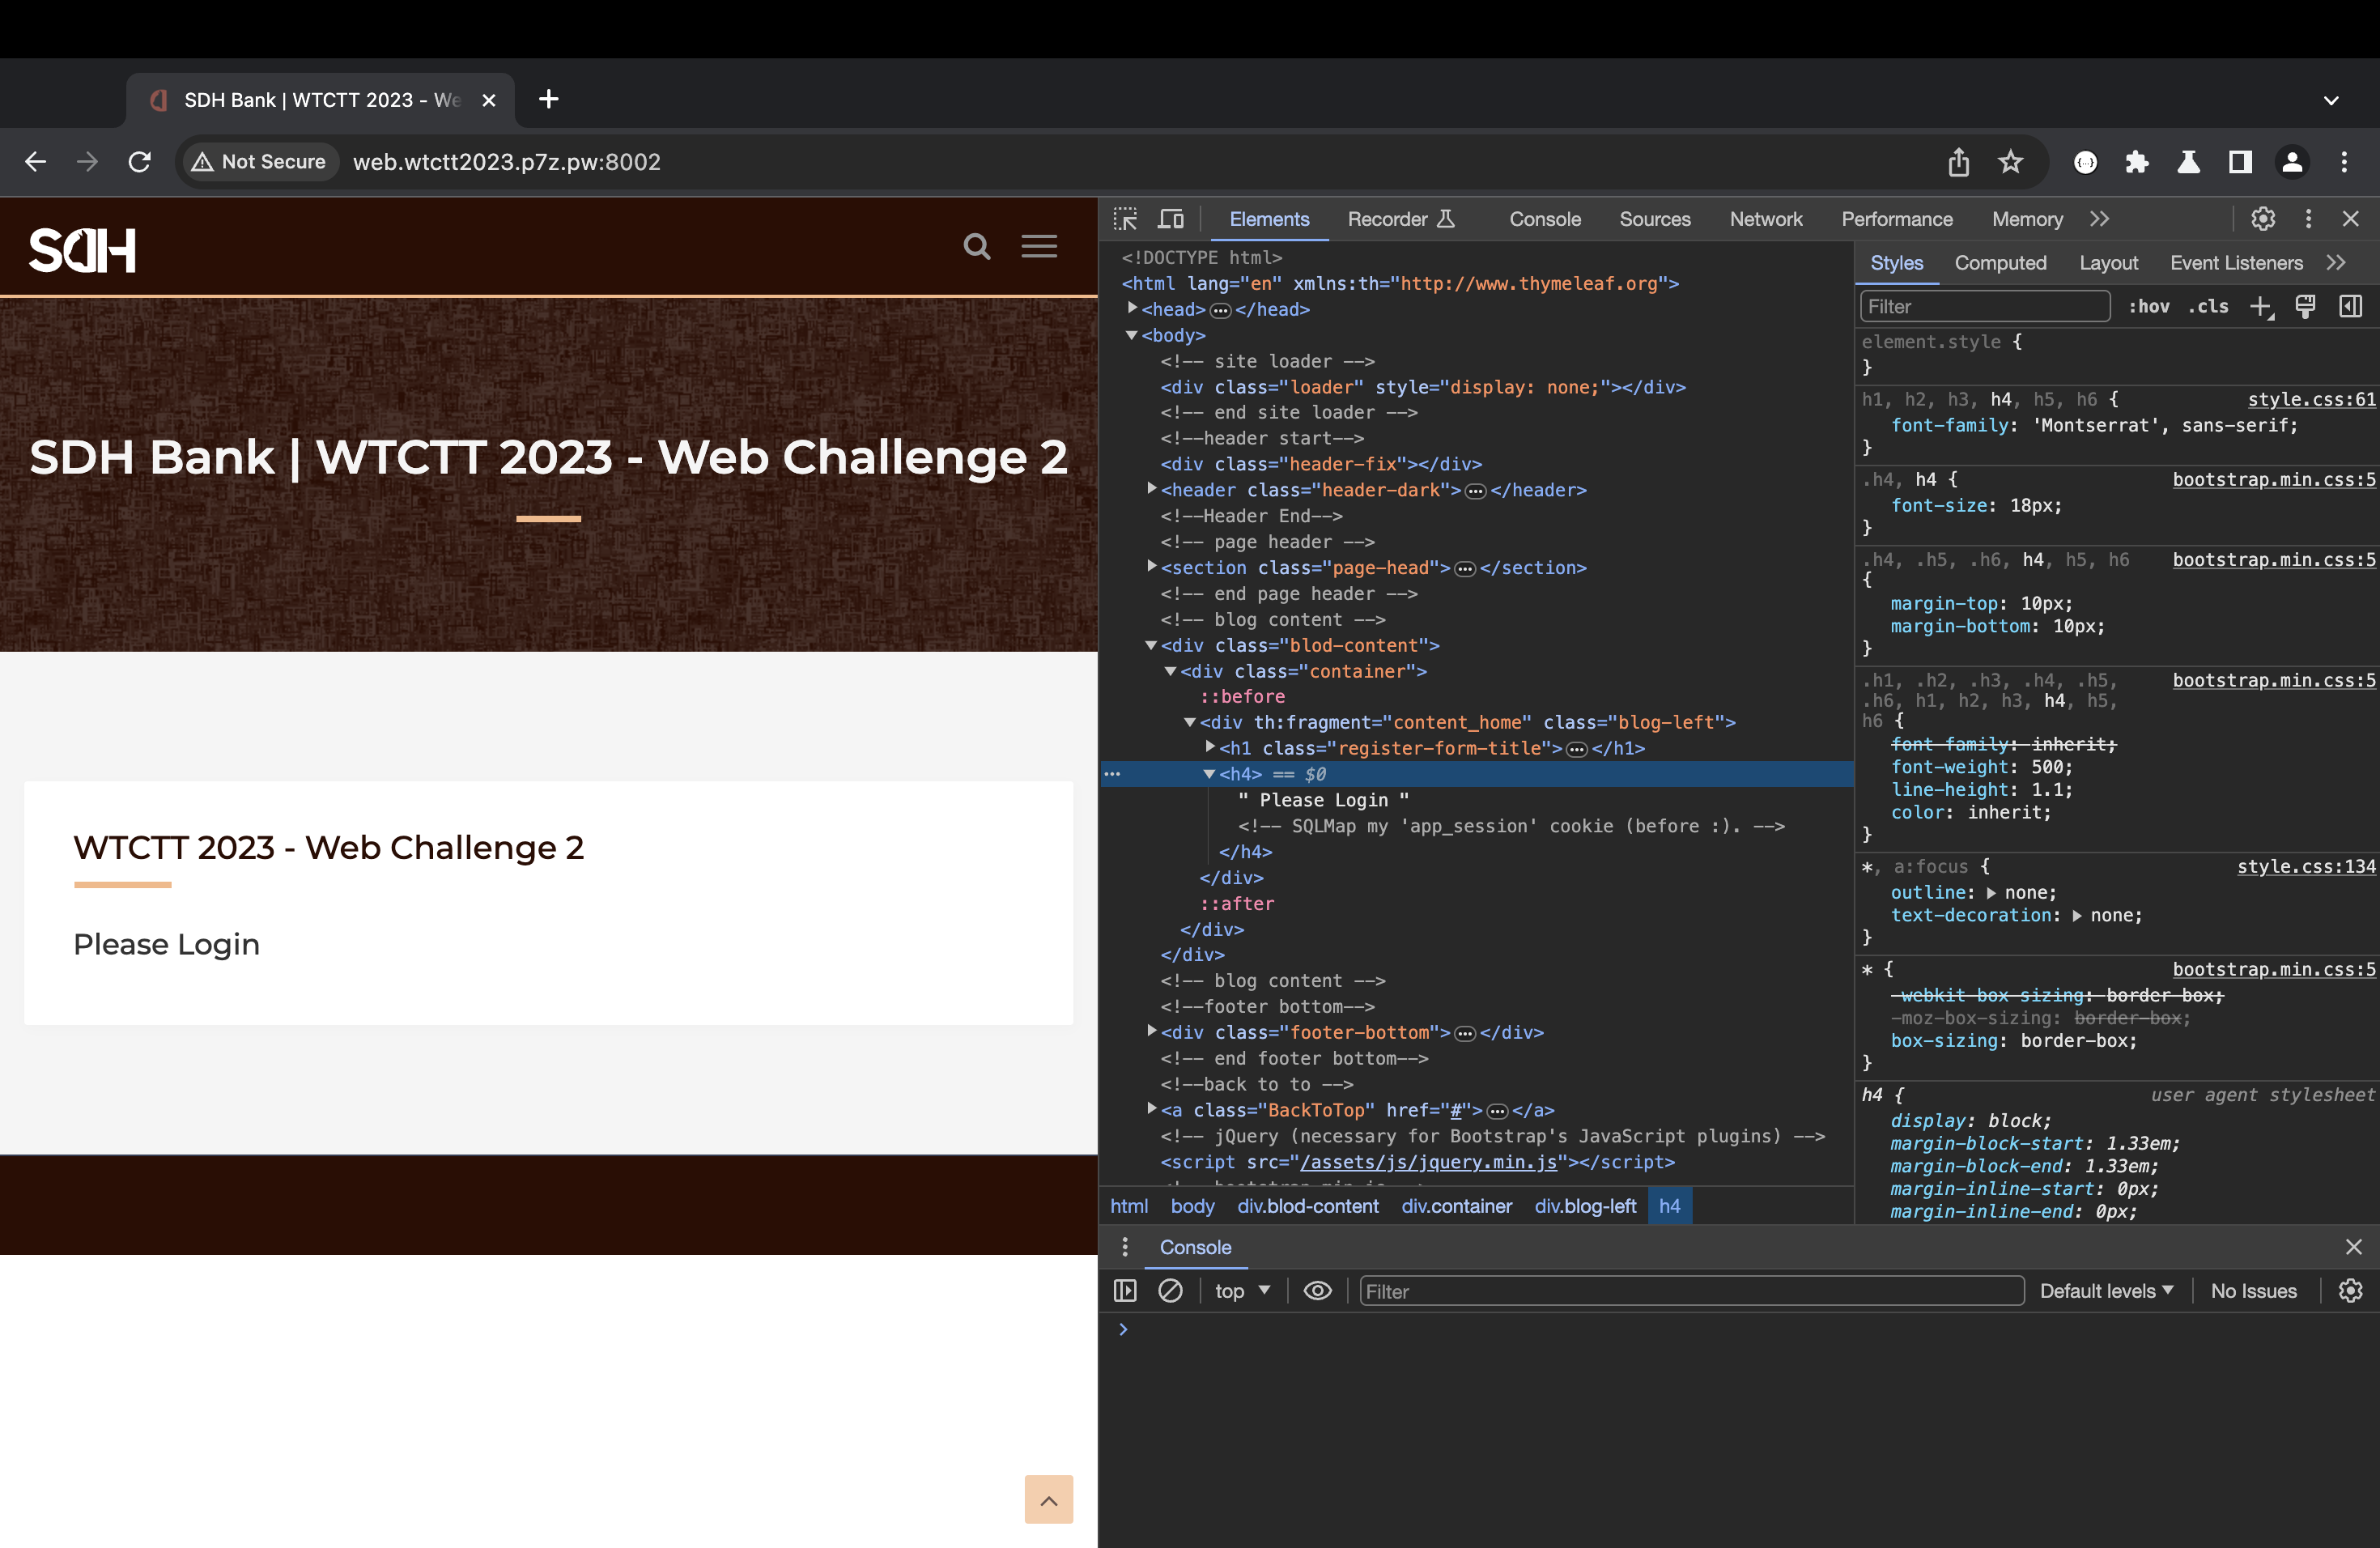 SDH Bank | WTCTT 2023 - We
Not Secure
web.wtctt2023.p7z.pw:8002
SDH
SDH Bank | WTCTT 2023 - Web Challenge 2
WTCTT 2023 - Web Challenge 2
Please Login
Elements Recorder Console Sources Network Performance Memory
<!DOCTYPE html>
<html lang="en" xmlns:th="http://www.thymeleaf.org">
<head>…</head>
<body>
<!-- site loader -->
<div class="loader" style="display: none;"></div>
<!-- end site loader -->
<!--header start-->
<div class="header-fix"></div>
<header class="header-dark">…</header>
<!--Header End-->
<!-- page header -->
<section class="page-head">…</section>
<!-- end page header -->
<!-- blog content -->
<div class="blod-content">
<div class="container">
::before
<div th:fragment="content_home" class="blog-left">
<h1 class="register-form-title">…</h1>
<h4> == $0
" Please Login "
<!-- SQLMap my 'app_session' cookie (before :). -->
</h4>
</div>
::after
</div>
</div>
<!-- blog content -->
<!--footer bottom-->
<div class="footer-bottom">…</div>
<!-- end footer bottom-->
<!--back to to -->
<a class="BackToTop" href="#">…</a>
<!-- jQuery (necessary for Bootstrap's JavaScript plugins) -->
<script src="/assets/js/jquery.min.js"></script>
html body div.blod-content div.container div.blog-left h4
Styles Computed Layout Event Listeners
Filter :hov .cls
element.style {
}
h1, h2, h3, h4, h5, h6 { style.css:61
font-family: 'Montserrat', sans-serif;
}
.h4, h4 { bootstrap.min.css:5
font-size: 18px;
}
.h4, .h5, .h6, h4, h5, h6 bootstrap.min.css:5
{
margin-top: 10px;
margin-bottom: 10px;
}
.h1, .h2, .h3, .h4, .h5, bootstrap.min.css:5
.h6, h1, h2, h3, h4, h5,
h6 {
font-family: inherit;
font-weight: 500;
line-height: 1.1;
color: inherit;
}
*, a:focus { style.css:134
outline: none;
text-decoration: none;
}
* { bootstrap.min.css:5
-webkit-box-sizing: border-box;
-moz-box-sizing: border-box;
box-sizing: border-box;
}
h4 { user agent stylesheet
display: block;
margin-block-start: 1.33em;
margin-block-end: 1.33em;
margin-inline-start: 0px;
margin-inline-end: 0px;
Console
top Filter Default levels No Issues